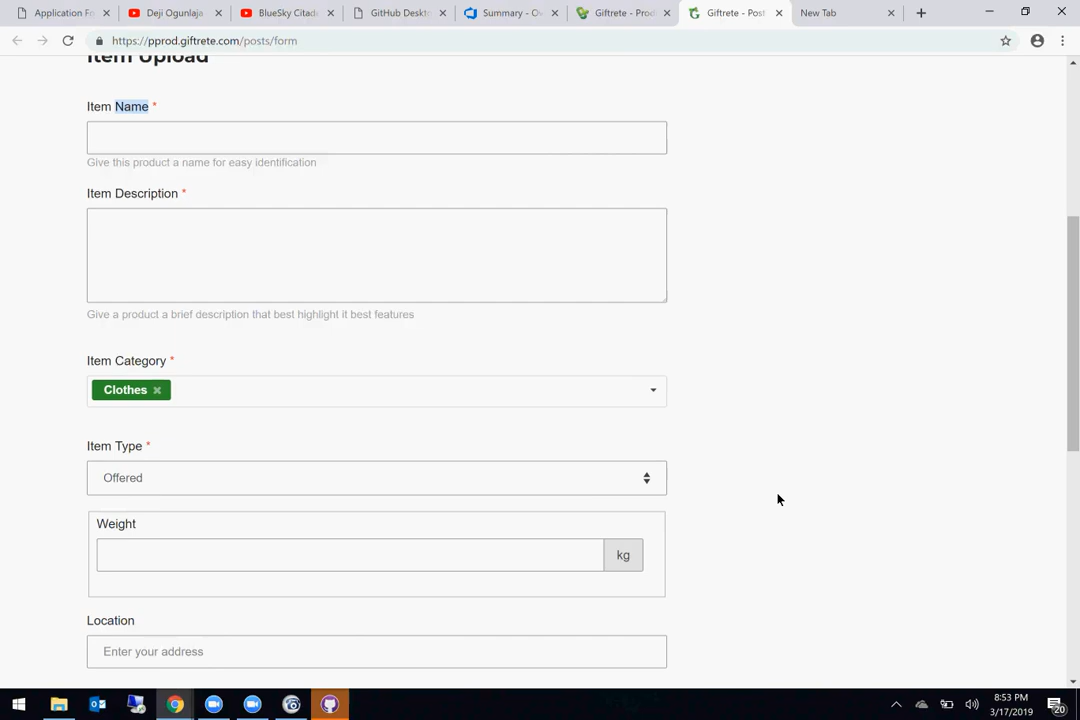 Application Fo
Deji Ogunlaja
BlueSky Citade
GitHub Deskto
Summary - Ov
Giftrete - Prod
Giftrete - Post
New Tab
https://pprod.giftrete.com/posts/form
Item Upload
Item Name *
Give this product a name for easy identification
Item Description *
Give a product a brief description that best highlight it best features
Item Category *
Clothes ×
Item Type *
Offered
Weight
kg
Location
Enter your address
8:53 PM
3/17/2019
20